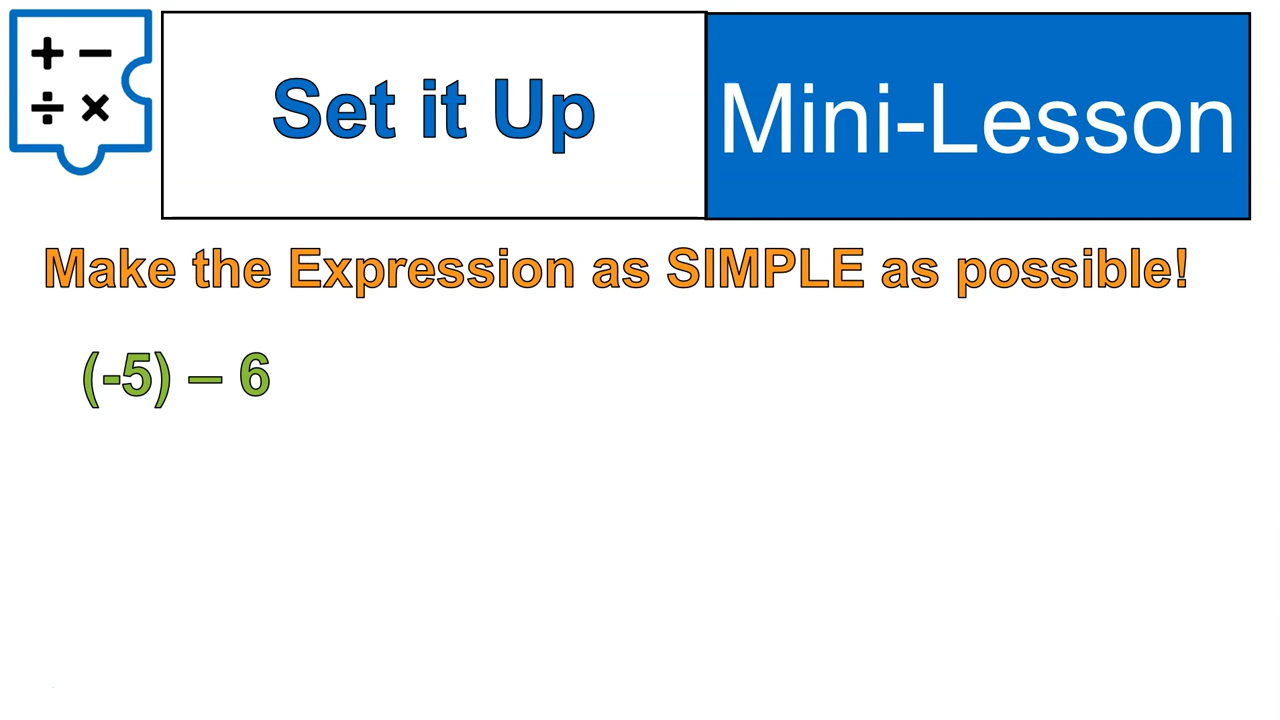 + −
÷ ×
Set it Up
Mini-Lesson
Make the Expression as SIMPLE as possible!
(-5) – 6